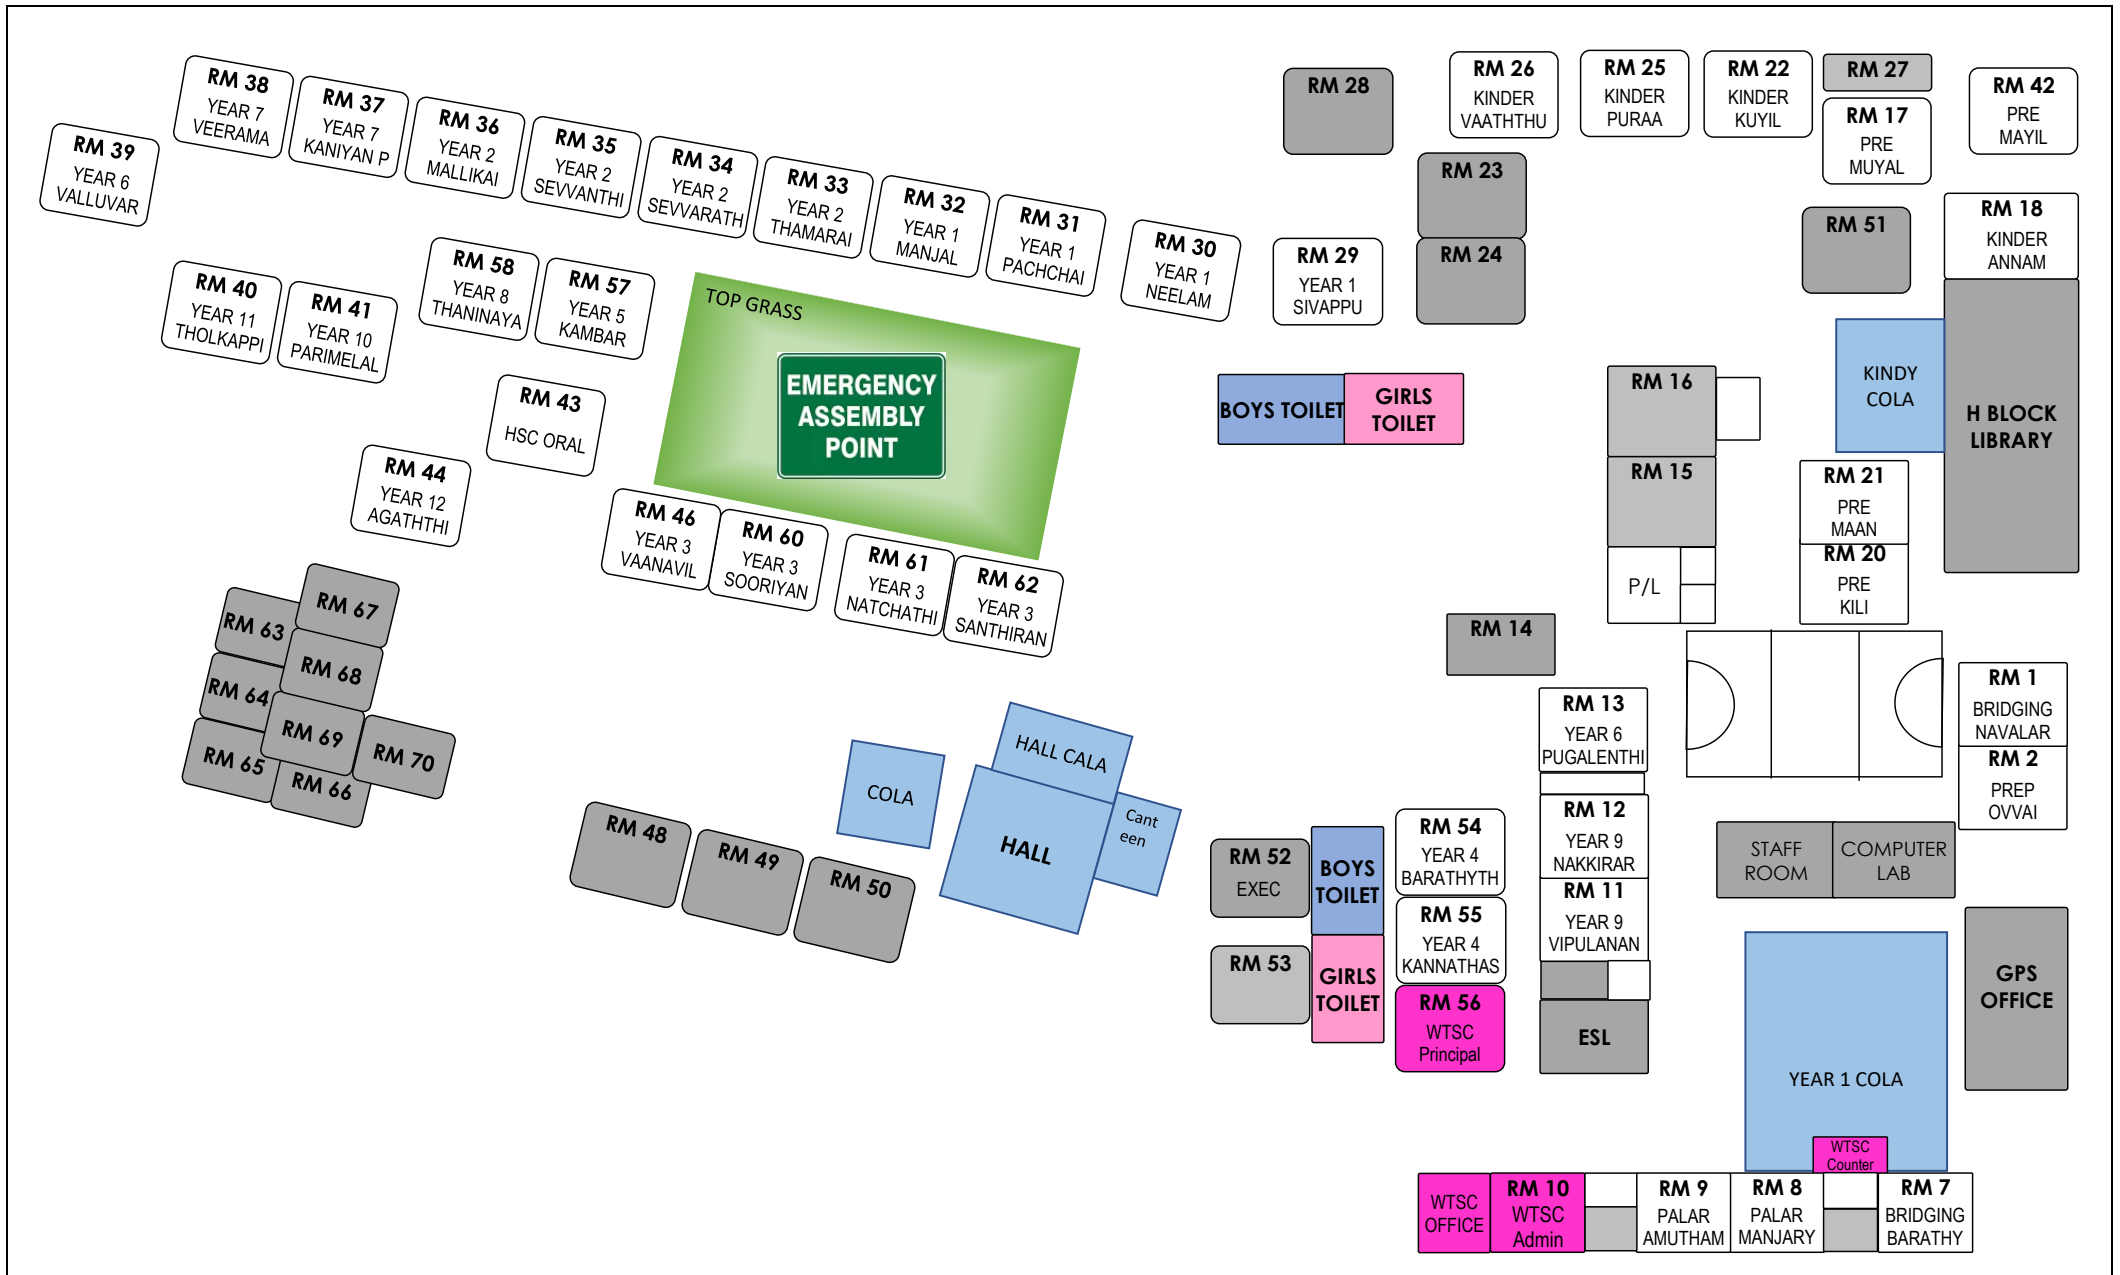 RM 38
YEAR 7
VEERAMA
RM 37
YEAR 7
KANIYAN P
RM 36
YEAR 2
MALLIKAI
RM 35
YEAR 2
SEVVANTHI
RM 34
YEAR 2
SEVVARATH
RM 33
YEAR 2
THAMARAI
RM 32
YEAR 1
MANJAL
RM 31
YEAR 1
PACHCHAI
RM 30
YEAR 1
NEELAM
RM 29
YEAR 1
SIVAPPU
RM 28
RM 26
KINDER
VAATHTHU
RM 25
KINDER
PURAA
RM 22
KINDER
KUYIL
RM 27
RM 17
PRE
MUYAL
RM 42
PRE
MAYIL
RM 23
RM 24
RM 51
RM 18
KINDER
ANNAM
RM 39
YEAR 6
VALLUVAR
RM 40
YEAR 11
THOLKAPPI
RM 41
YEAR 10
PARIMELAL
RM 58
YEAR 8
THANINAYA
RM 57
YEAR 5
KAMBAR
TOP GRASS
EMERGENCY
ASSEMBLY
POINT
BOYS TOILET
GIRLS
TOILET
RM 16
RM 15
P/L
KINDY
COLA
H BLOCK
LIBRARY
RM 21
PRE
MAAN
RM 20
PRE
KILI
RM 43
HSC ORAL
RM 44
YEAR 12
AGATHTHI
RM 46
YEAR 3
VAANAVIL
RM 60
YEAR 3
SOORIYAN
RM 61
YEAR 3
NATCHATHI
RM 62
YEAR 3
SANTHIRAN
RM 67
RM 63
RM 68
RM 64
RM 69
RM 70
RM 65
RM 66
RM 14
RM 13
YEAR 6
PUGALENTHI
RM 1
BRIDGING
NAVALAR
RM 2
PREP
OVVAI
HALL CALA
COLA
HALL
Cant
een
RM 48
RM 49
RM 50
RM 52
EXEC
BOYS
TOILET
RM 54
YEAR 4
BARATHYTH
RM 12
YEAR 9
NAKKIRAR
STAFF
ROOM
COMPUTER
LAB
RM 53
GIRLS
TOILET
RM 55
YEAR 4
KANNATHAS
RM 11
YEAR 9
VIPULANAN
RM 56
WTSC
Principal
ESL
GPS
OFFICE
YEAR 1 COLA
WTSC
Counter
WTSC
OFFICE
RM 10
WTSC
Admin
RM 9
PALAR
AMUTHAM
RM 8
PALAR
MANJARY
RM 7
BRIDGING
BARATHY